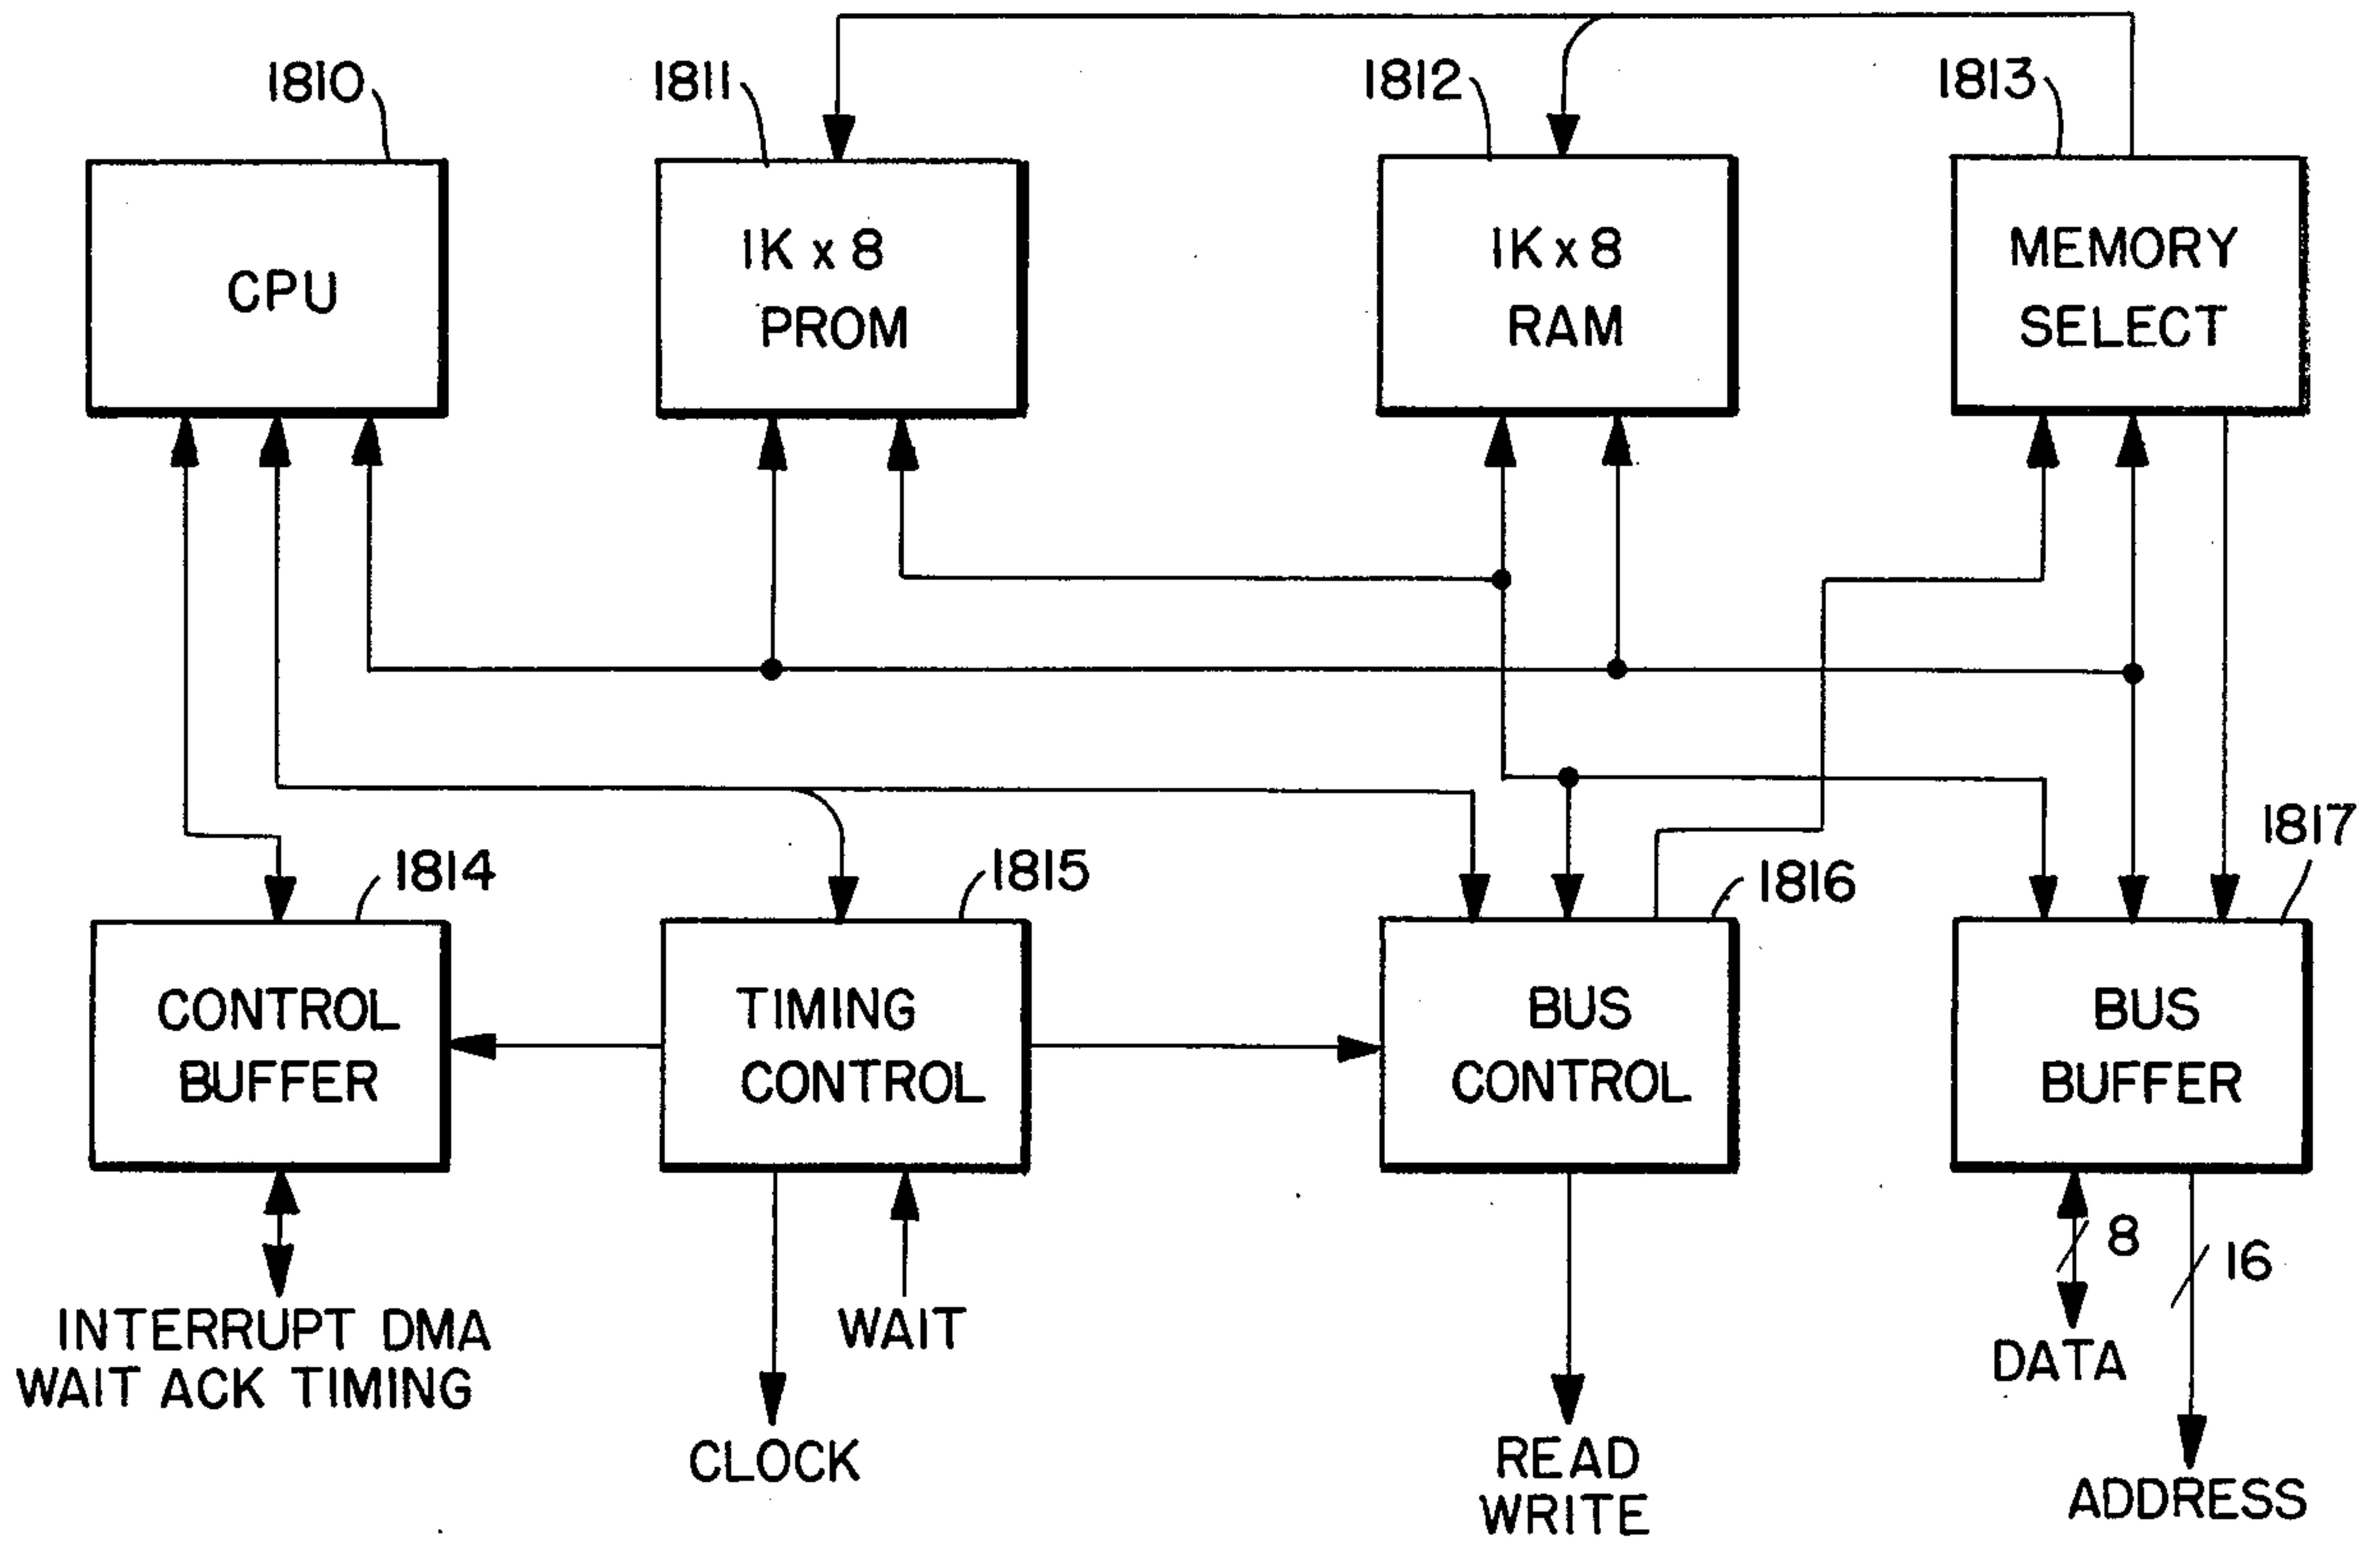 1810
1811
1812
1813
CPU
1K x 8
PROM
1K x 8
RAM
MEMORY
SELECT
1814
1815
1816
1817
CONTROL
BUFFER
TIMING
CONTROL
BUS
CONTROL
BUS
BUFFER
8
16
INTERRUPT DMA
WAIT ACK TIMING
WAIT
CLOCK
READ
WRITE
DATA
ADDRESS